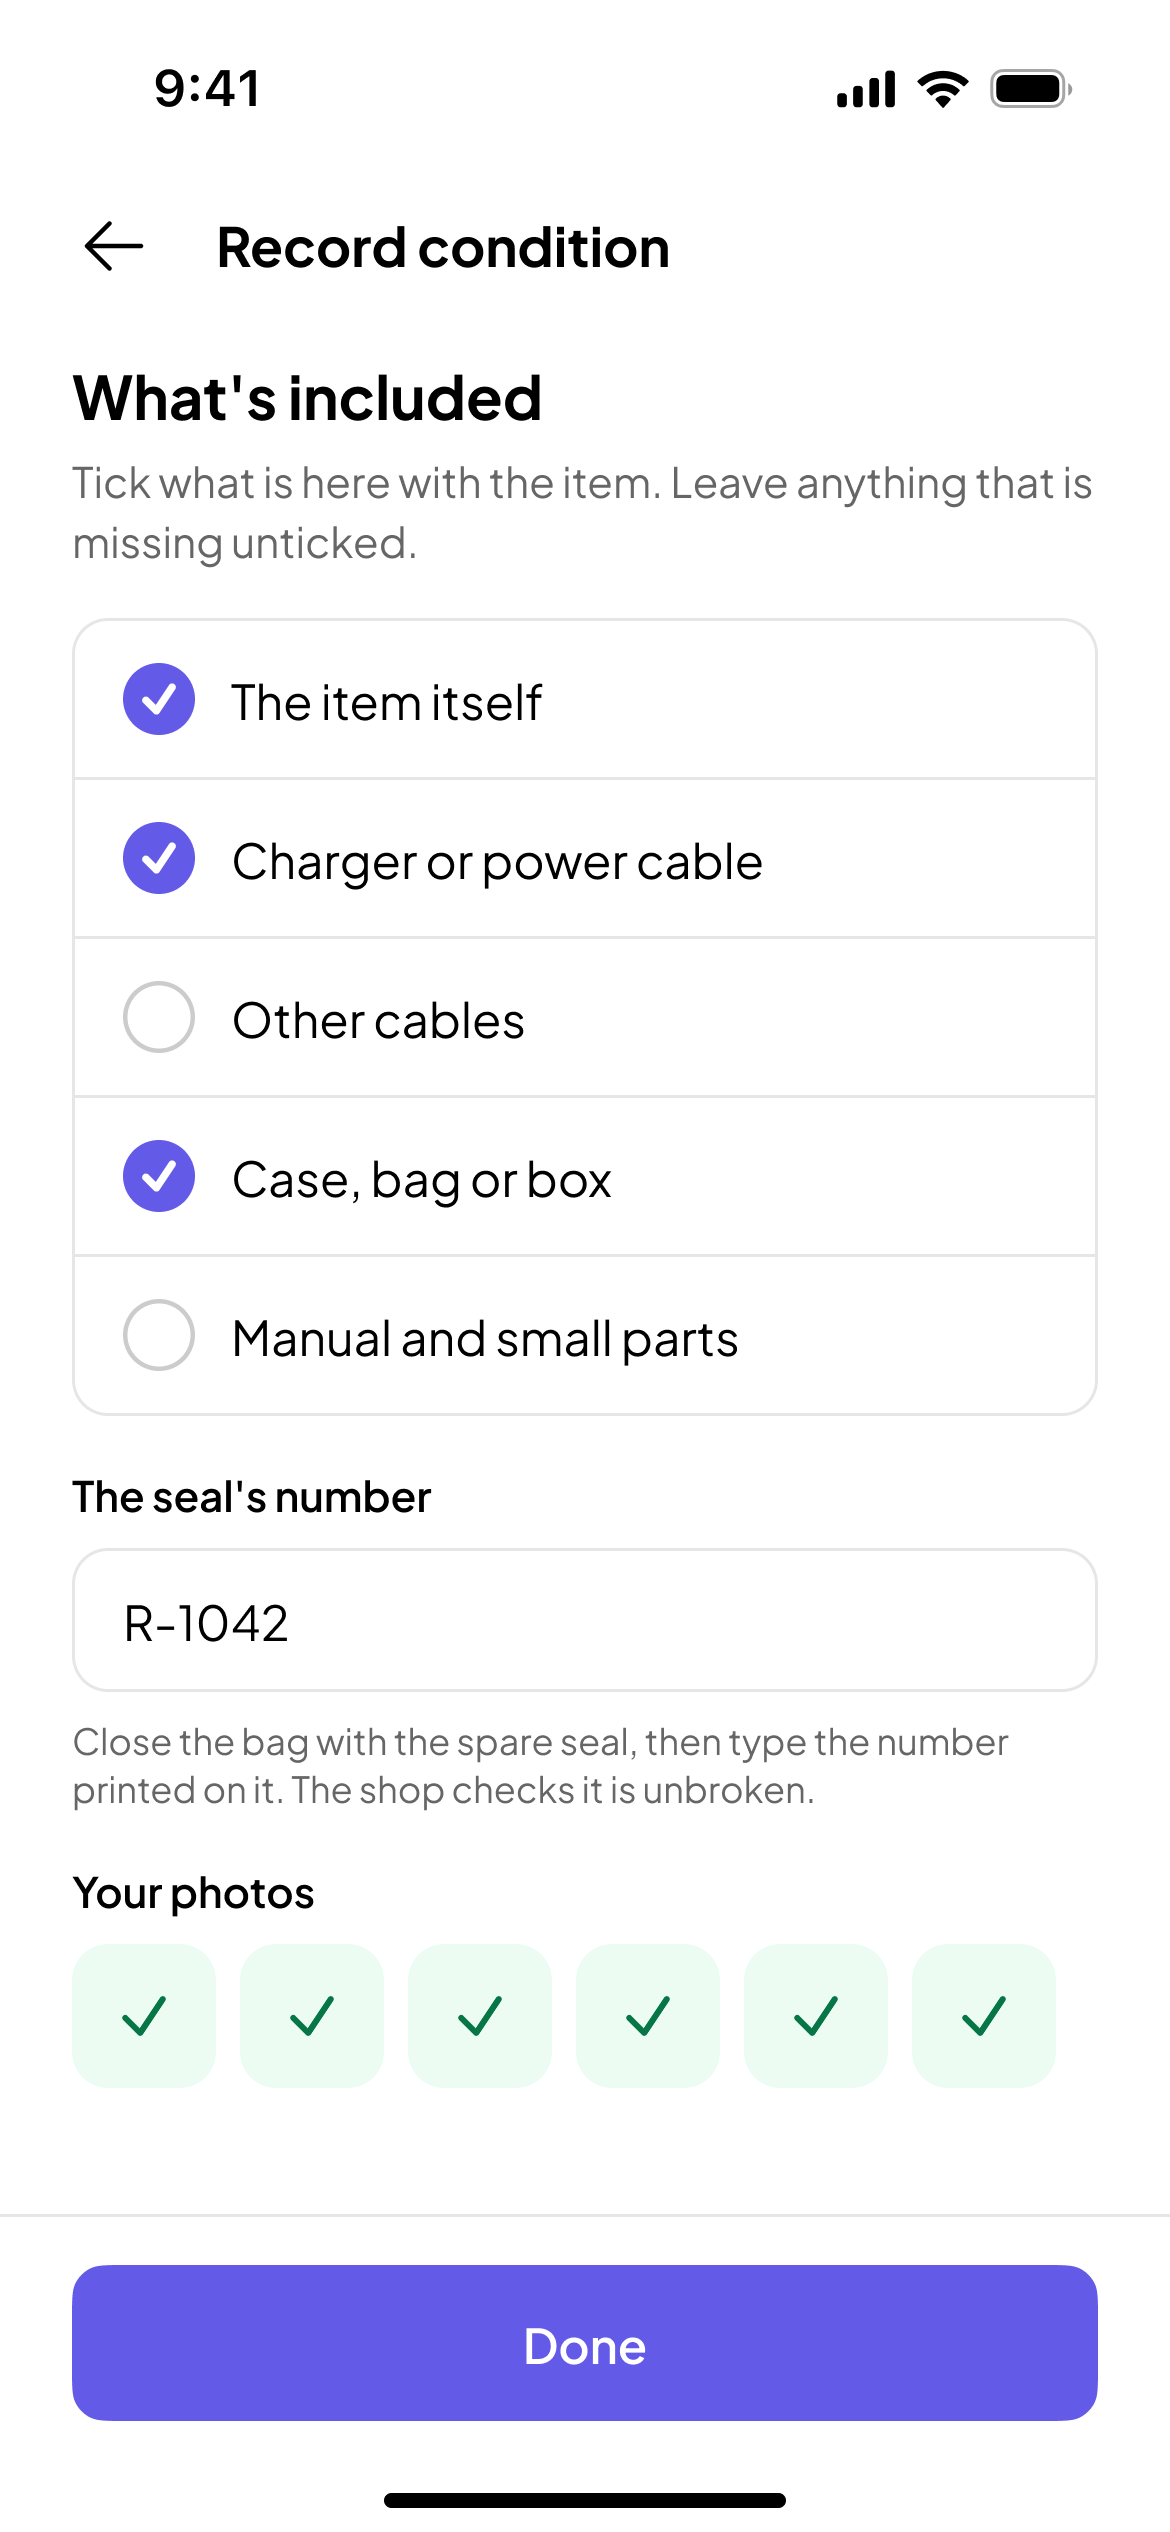 9:41
Record condition
What's included
Tick what is here with the item. Leave anything that is
missing unticked.
The item itself
Charger or power cable
Other cables
Case, bag or box
Manual and small parts
The seal's number
R-1042
Close the bag with the spare seal, then type the number
printed on it. The shop checks it is unbroken.
Your photos
Done